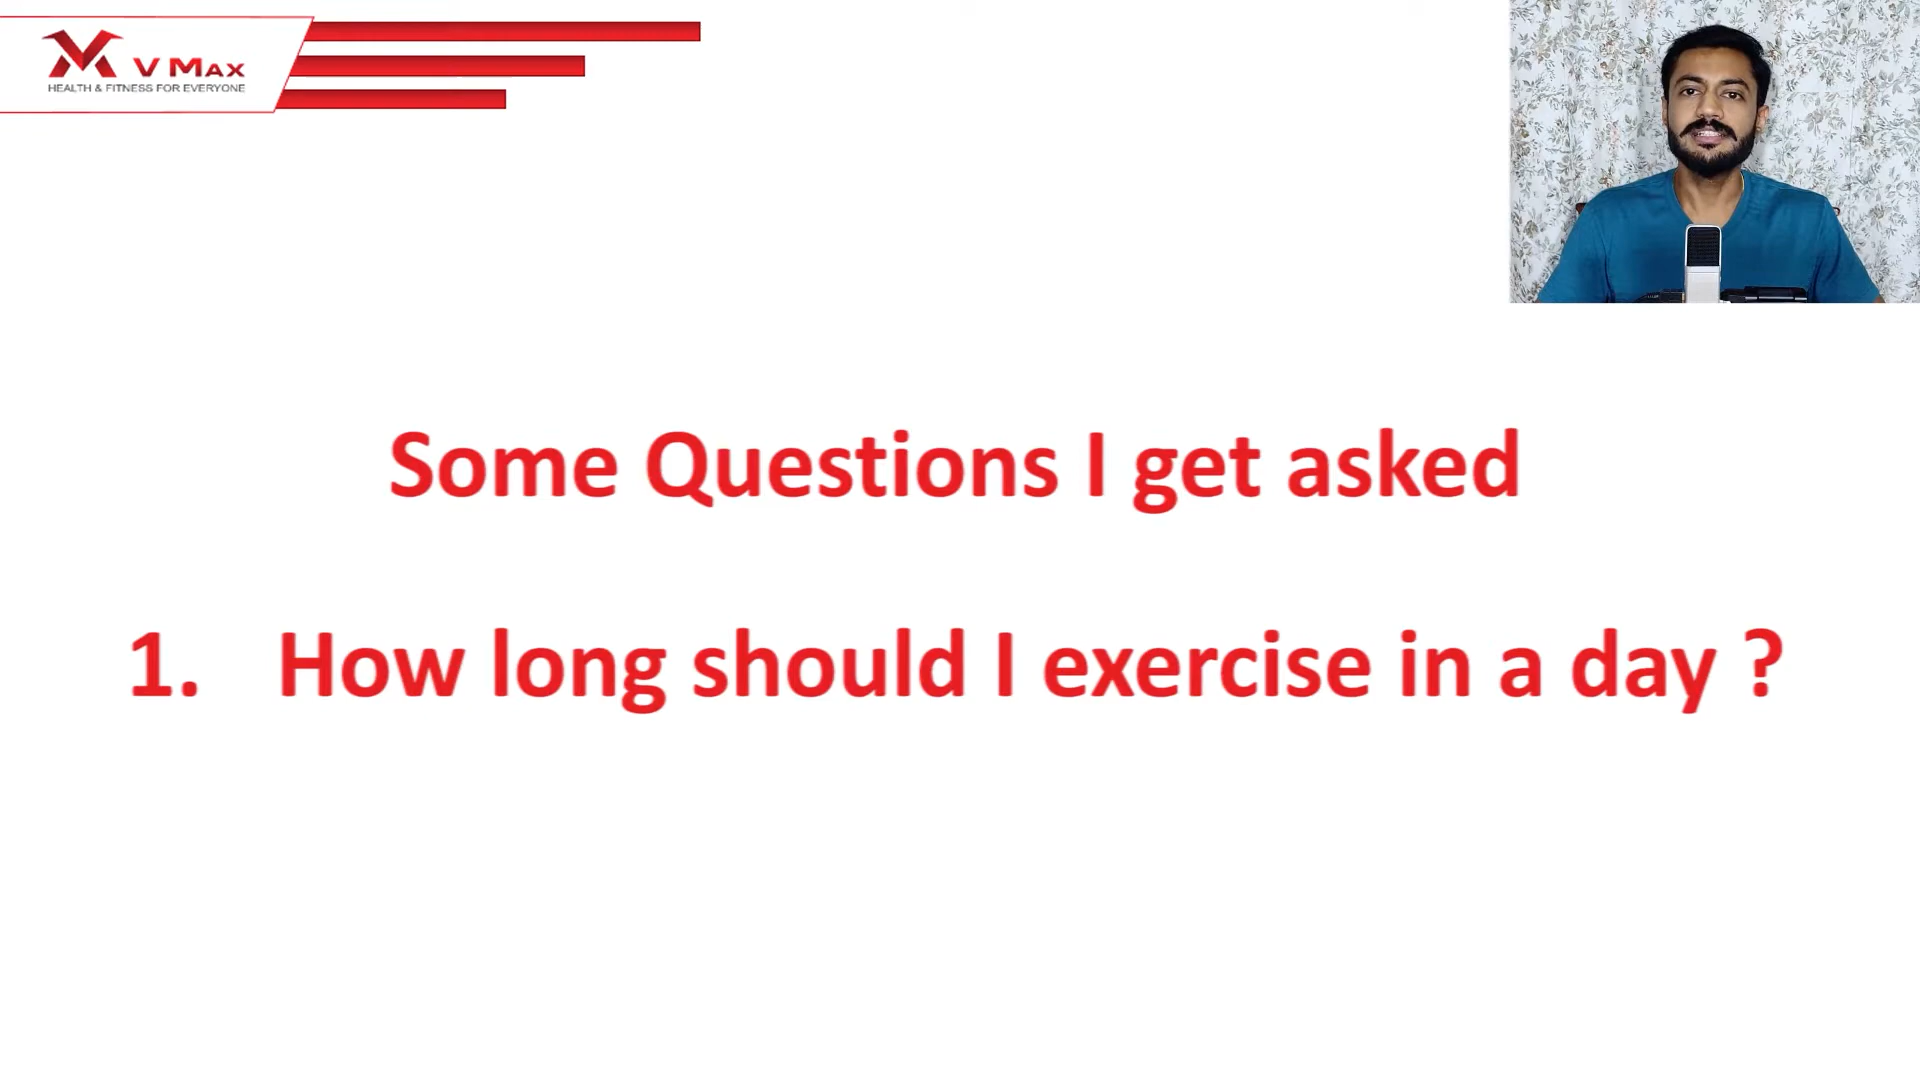 V MAX
HEALTH & FITNESS FOR EVERYONE
Some Questions I get asked
1. How long should I exercise in a day ?